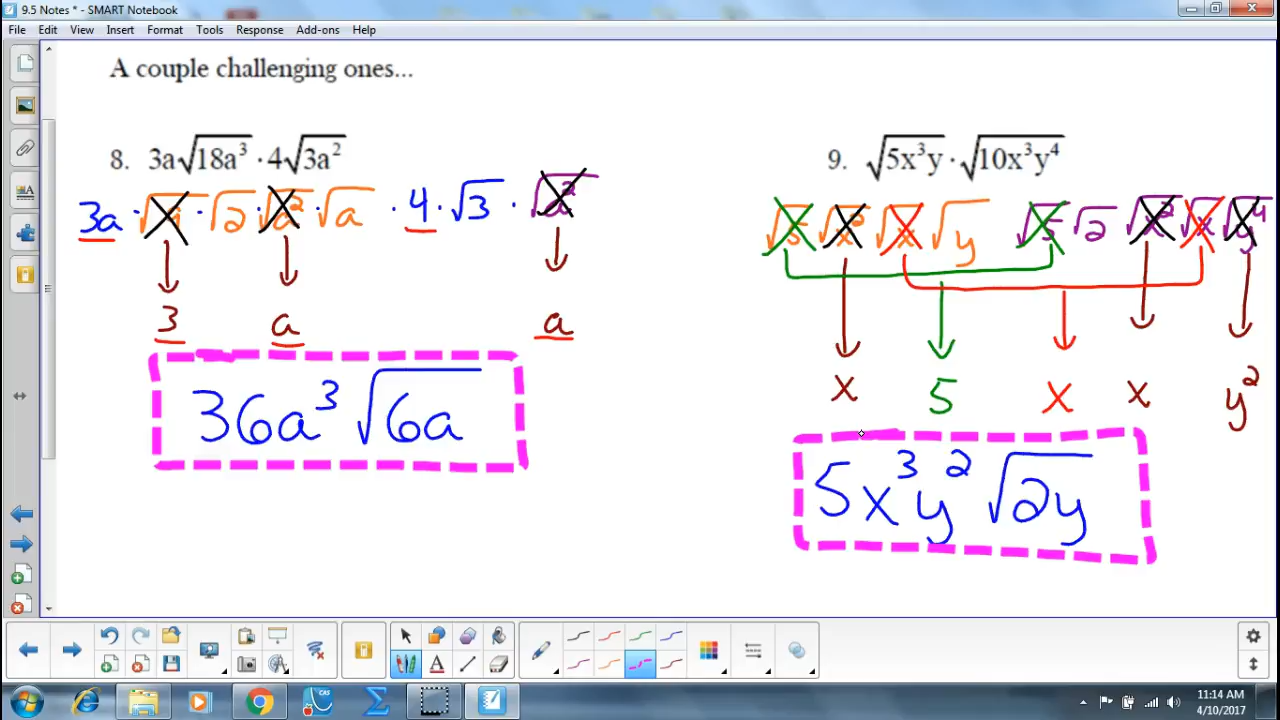 9.5 Notes * - SMART Notebook
File Edit View Insert Format Tools Response Add-ons Help
A couple challenging ones...
8. 3a√18a³ · 4√3a²
3a · √9 · √2 · √a² · √a · 4 · √3 · √a²
3 a a
36a³ √6a
9. √5x³y · √10x³y⁴
√5 √x² √x √y √5 √2 √x² √x √y⁴
x 5 x x y²
5x³y² √2y
A
CAS
Σ
11:14 AM
4/10/2017